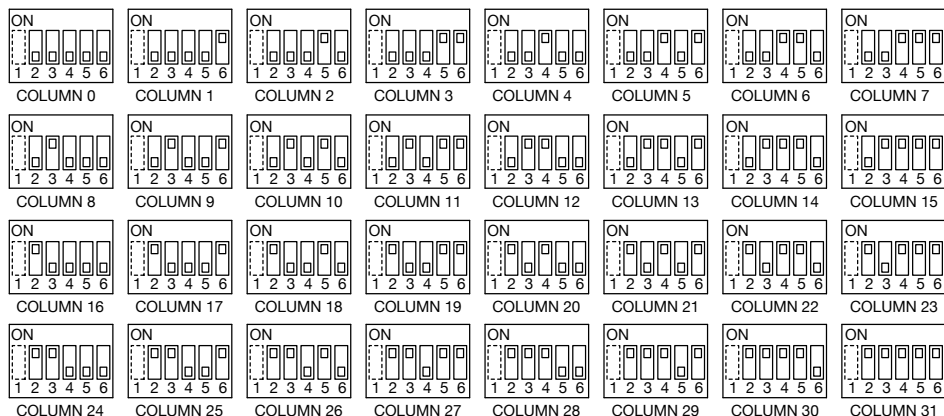 ON ON ON ON ON ON ON ON
1 2 3 4 5 6 1 2 3 4 5 6 1 2 3 4 5 6 1 2 3 4 5 6 1 2 3 4 5 6 1 2 3 4 5 6 1 2 3 4 5 6 1 2 3 4 5 6
COLUMN 0 COLUMN 1 COLUMN 2 COLUMN 3 COLUMN 4 COLUMN 5 COLUMN 6 COLUMN 7
ON ON ON ON ON ON ON ON
1 2 3 4 5 6 1 2 3 4 5 6 1 2 3 4 5 6 1 2 3 4 5 6 1 2 3 4 5 6 1 2 3 4 5 6 1 2 3 4 5 6 1 2 3 4 5 6
COLUMN 8 COLUMN 9 COLUMN 10 COLUMN 11 COLUMN 12 COLUMN 13 COLUMN 14 COLUMN 15
ON ON ON ON ON ON ON ON
1 2 3 4 5 6 1 2 3 4 5 6 1 2 3 4 5 6 1 2 3 4 5 6 1 2 3 4 5 6 1 2 3 4 5 6 1 2 3 4 5 6 1 2 3 4 5 6
COLUMN 16 COLUMN 17 COLUMN 18 COLUMN 19 COLUMN 20 COLUMN 21 COLUMN 22 COLUMN 23
ON ON ON ON ON ON ON ON
1 2 3 4 5 6 1 2 3 4 5 6 1 2 3 4 5 6 1 2 3 4 5 6 1 2 3 4 5 6 1 2 3 4 5 6 1 2 3 4 5 6 1 2 3 4 5 6
COLUMN 24 COLUMN 25 COLUMN 26 COLUMN 27 COLUMN 28 COLUMN 29 COLUMN 30 COLUMN 31